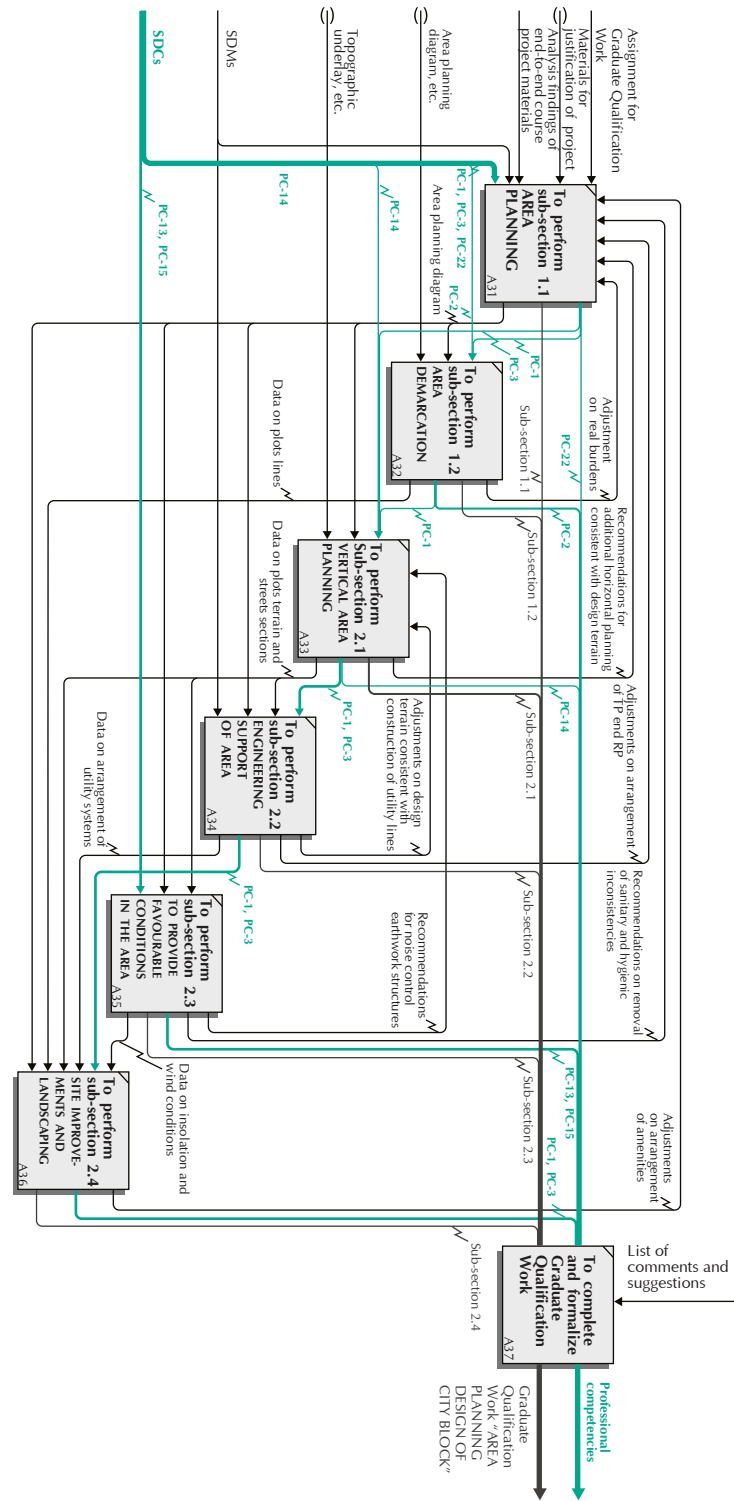 Assignment for
Graduate Qualification
Work
Materials for
justification of project
Analysis findings of
end-to-end course
project materials
Area planning
diagram, etc.
Topographic
underlay, etc.
SDMs
SDCs
PC-1, PC-3, PC-22
PC-14
PC-14
PC-13, PC-15
To perform
sub-section 1.1
AREA
PLANNING
A31
Area planning diagram
PC-2
PC-1
PC-3
To perform
sub-section 1.2
AREA
DEMARCATION
A32
Sub-section 1.1
PC-22
Adjustment
on real burdens
Data on plots lines
PC-1
Sub-section 1.2
PC-2
Recommendations for
additional horizontal planning
consistent with design terrain
To perform
Sub-section 2.1
VERTICAL AREA
PLANNING
A33
Data on plots terrain and
streets sections
PC-1, PC-3
Sub-section 2.1
PC-14
Adjustments on arrangement
of TP end RP
Adjustments on design
terrain consistent with
construction of utility lines
To perform
sub-section 2.2
ENGINEERING
SUPPORT
OF AREA
A34
Data on arrangement of
utility systems
PC-1, PC-3
Sub-section 2.2
Recommendations on removal
of sanitary and hygienic
inconsistencies
Recommendations
for noise control
earthwork structures
To perform
sub-section 2.3
TO PROVIDE
FAVOURABLE
CONDITIONS
IN THE AREA
A35
Data on insolation and
wind conditions
Sub-section 2.3
PC-13, PC-15
PC-1, PC-3
Adjustments
on arrangement
of amenities
To perform
sub-section 2.4
SITE IMPROVE-
MENTS AND
LANDSCAPING
A36
Sub-section 2.4
List of
comments and
suggestions
To complete
and formalize
Graduate
Qualification
Work
A37
Professional
competencies
Graduate
Qualification
Work "AREA
PLANNING
DESIGN OF
CITY BLOCK"